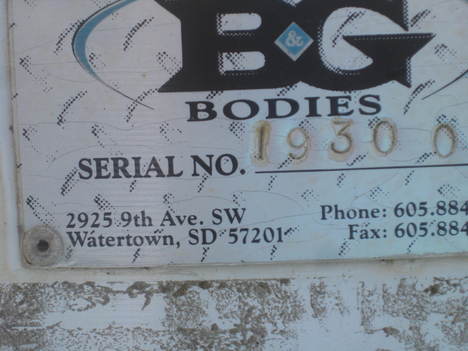 B&G
BODIES
SERIAL NO. 19300
2925 9th Ave. SW
Phone: 605.884
Watertown, SD 57201
Fax: 605.884